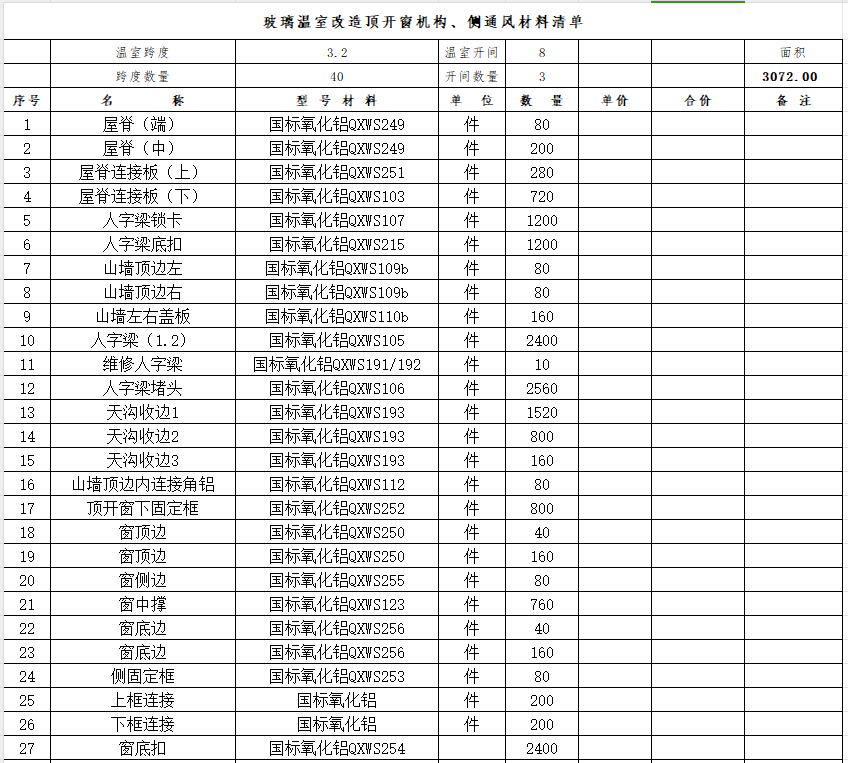 玻璃温室改造顶开窗机构、侧通风材料清单
温室跨度 3.2 温室开间 8 面积
跨度数量 40 开间数量 3 3072.00
序号 名 称 型 号 材 料 单 位 数 量 单价 合价 备 注
1 屋脊（端） 国标氧化铝QXWS249 件 80
2 屋脊（中） 国标氧化铝QXWS249 件 200
3 屋脊连接板（上） 国标氧化铝QXWS251 件 280
4 屋脊连接板（下） 国标氧化铝QXWS103 件 720
5 人字梁锁卡 国标氧化铝QXWS107 件 1200
6 人字梁底扣 国标氧化铝QXWS215 件 1200
7 山墙顶边左 国标氧化铝QXWS109b 件 80
8 山墙顶边右 国标氧化铝QXWS109b 件 80
9 山墙左右盖板 国标氧化铝QXWS110b 件 160
10 人字梁（1.2） 国标氧化铝QXWS105 件 2400
11 维修人字梁 国标氧化铝QXWS191/192 件 10
12 人字梁堵头 国标氧化铝QXWS106 件 2560
13 天沟收边1 国标氧化铝QXWS193 件 1520
14 天沟收边2 国标氧化铝QXWS193 件 800
15 天沟收边3 国标氧化铝QXWS193 件 160
16 山墙顶边内连接角铝 国标氧化铝QXWS112 件 80
17 顶开窗下固定框 国标氧化铝QXWS252 件 800
18 窗顶边 国标氧化铝QXWS250 件 40
19 窗顶边 国标氧化铝QXWS250 件 160
20 窗侧边 国标氧化铝QXWS255 件 80
21 窗中撑 国标氧化铝QXWS123 件 760
22 窗底边 国标氧化铝QXWS256 件 40
23 窗底边 国标氧化铝QXWS256 件 160
24 侧固定框 国标氧化铝QXWS253 件 80
25 上框连接 国标氧化铝 件 200
26 下框连接 国标氧化铝 件 200
27 窗底扣 国标氧化铝QXWS254 2400